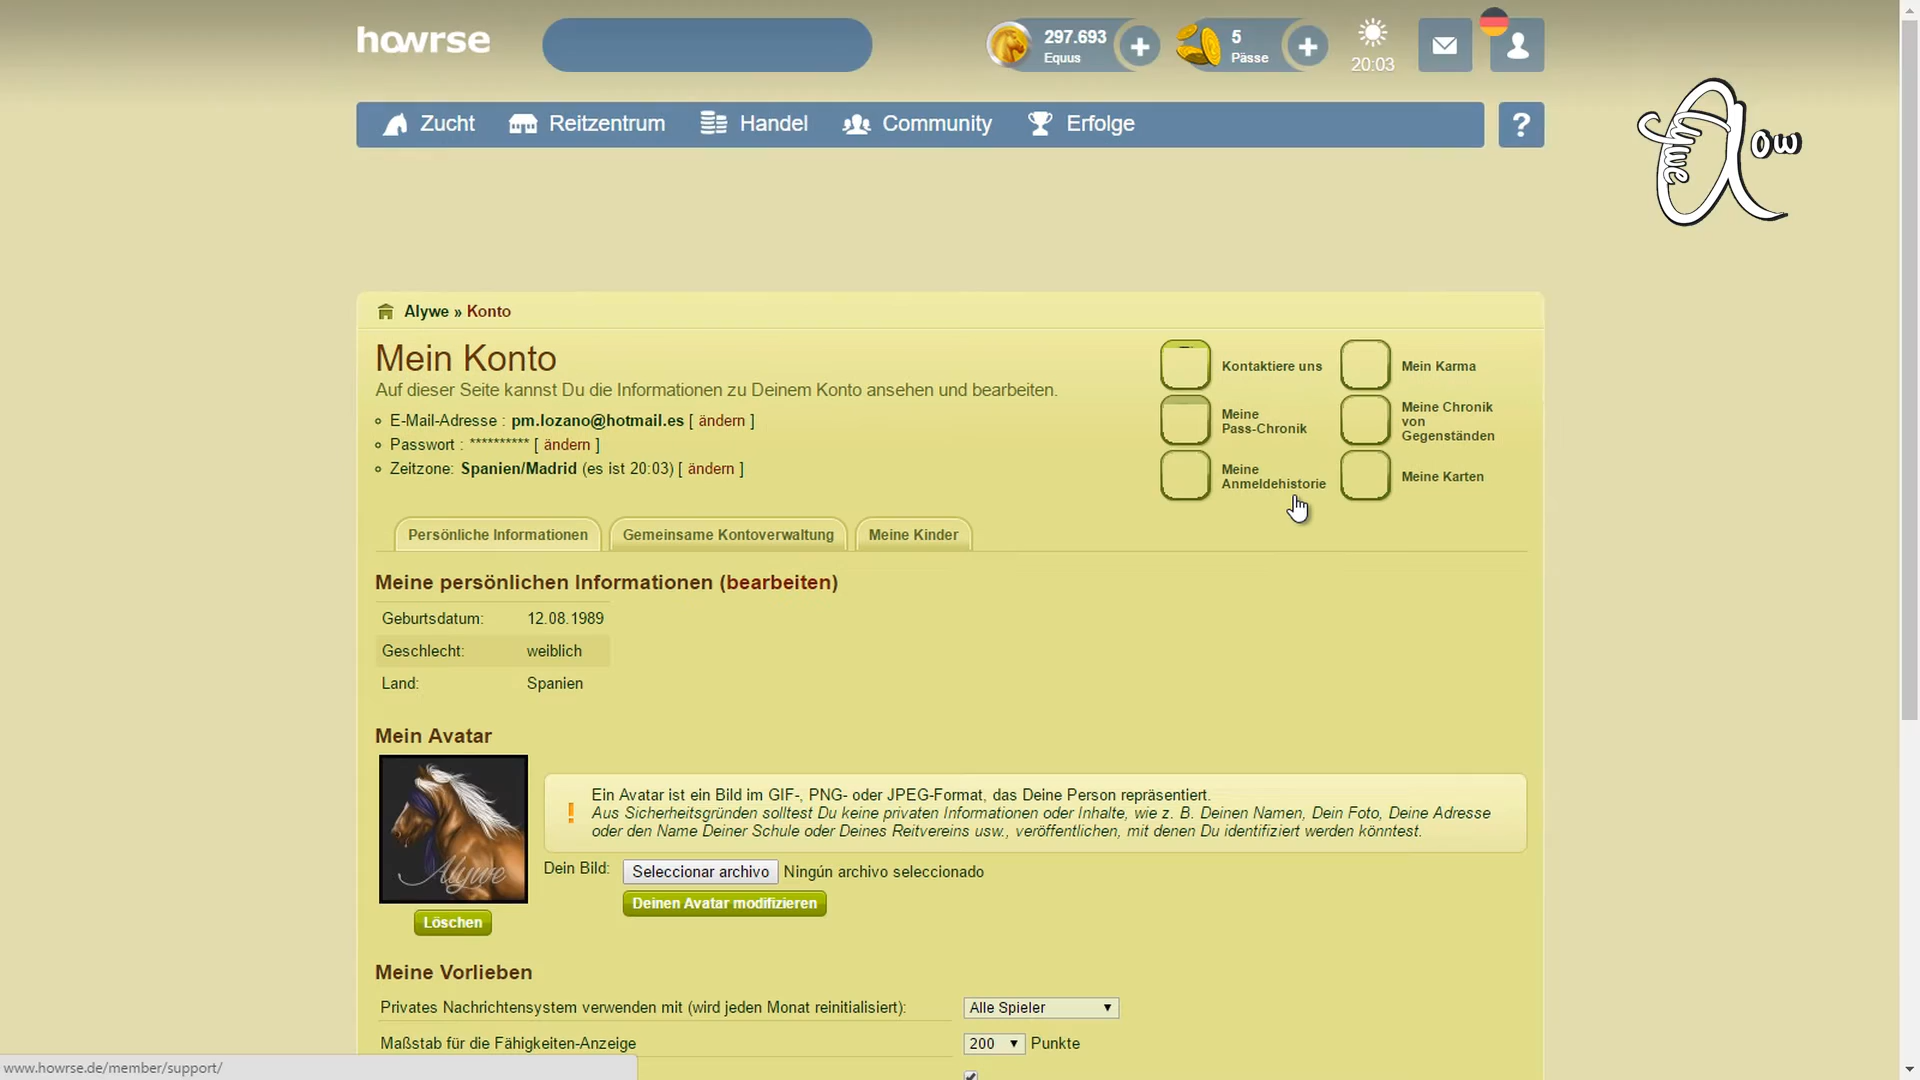 howrse
297.693
Equus
5
Pässe
20:03
Zucht
Reitzentrum
Handel
Community
Erfolge
?
Alywe
ow
Alywe » Konto
Mein Konto
Auf dieser Seite kannst Du die Informationen zu Deinem Konto ansehen und bearbeiten.
E-Mail-Adresse : pm.lozano@hotmail.es [ ändern ]
Passwort : ********** [ ändern ]
Zeitzone: Spanien/Madrid (es ist 20:03) [ ändern ]
Kontaktiere uns
Mein Karma
Meine
Pass-Chronik
Meine Chronik
von
Gegenständen
Meine
Anmeldehistorie
Meine Karten
Persönliche Informationen
Gemeinsame Kontoverwaltung
Meine Kinder
Meine persönlichen Informationen (bearbeiten)
Geburtsdatum: 12.08.1989
Geschlecht: weiblich
Land: Spanien
Mein Avatar
Alywe
Ein Avatar ist ein Bild im GIF-, PNG- oder JPEG-Format, das Deine Person repräsentiert.
Aus Sicherheitsgründen solltest Du keine privaten Informationen oder Inhalte, wie z. B. Deinen Namen, Dein Foto, Deine Adresse
oder den Name Deiner Schule oder Deines Reitvereins usw., veröffentlichen, mit denen Du identifiziert werden könntest.
Dein Bild: Seleccionar archivo Ningún archivo seleccionado
Deinen Avatar modifizieren
Löschen
Meine Vorlieben
Privates Nachrichtensystem verwenden mit (wird jeden Monat reinitialisiert): Alle Spieler
Maßstab für die Fähigkeiten-Anzeige 200 Punkte
www.howrse.de/member/support/